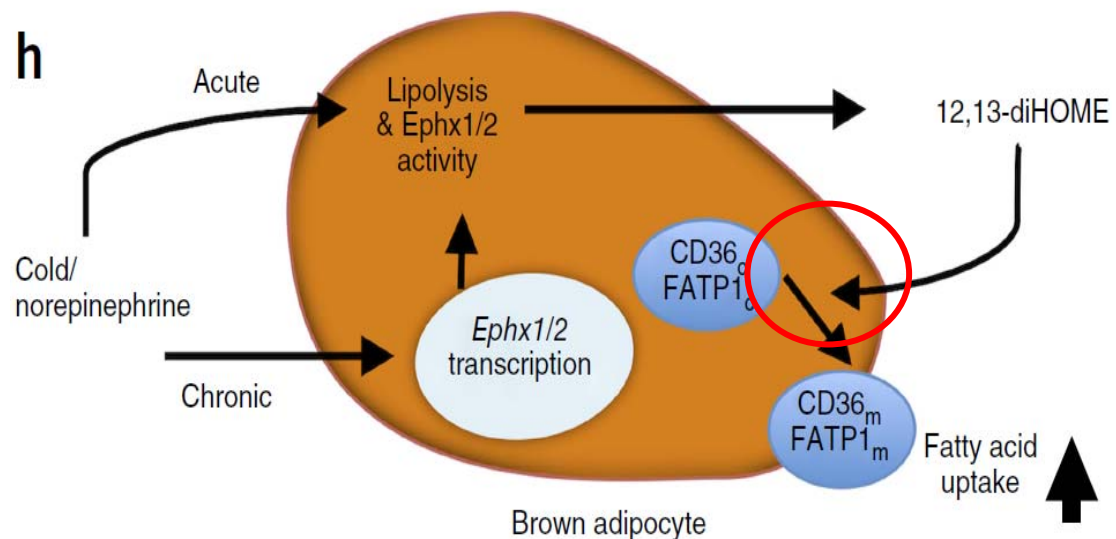 h
Acute
Lipolysis
& Ephx1/2
activity
12,13-diHOME
Cold/
norepinephrine
Chronic
Ephx1/2
transcription
CD36c
FATP1c
CD36m
FATP1m
Fatty acid
uptake
Brown adipocyte